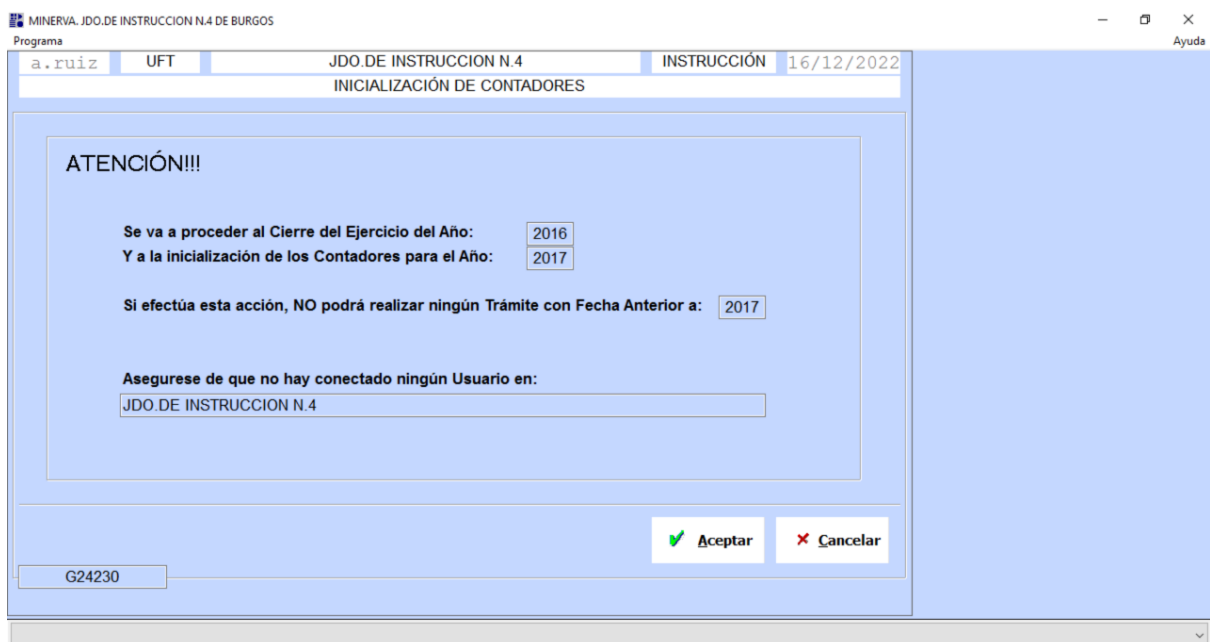 MINERVA. JDO.DE INSTRUCCION N.4 DE BURGOS
Programa Ayuda
a.ruiz UFT JDO.DE INSTRUCCION N.4 INSTRUCCIÓN 16/12/2022
INICIALIZACIÓN DE CONTADORES
ATENCIÓN!!!
Se va a proceder al Cierre del Ejercicio del Año: 2016
Y a la inicialización de los Contadores para el Año: 2017
Si efectúa esta acción, NO podrá realizar ningún Trámite con Fecha Anterior a: 2017
Asegurese de que no hay conectado ningún Usuario en:
JDO.DE INSTRUCCION N.4
Aceptar Cancelar
G24230